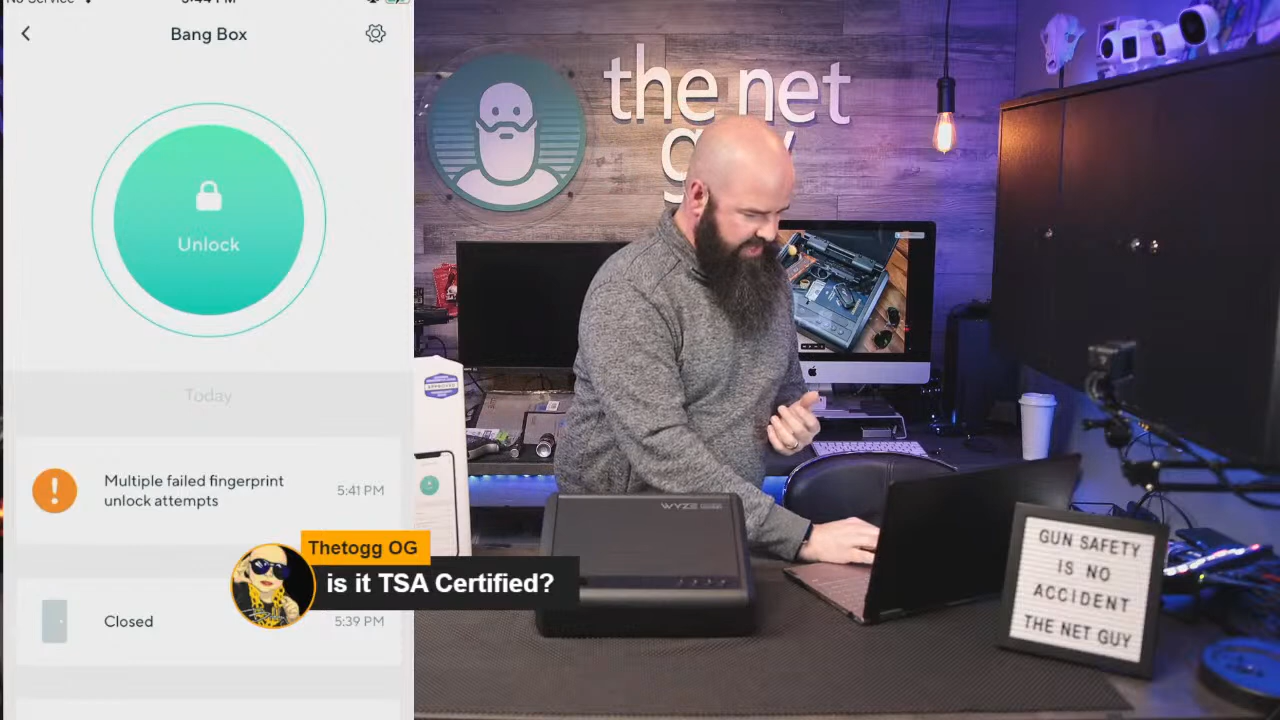 Bang Box
Unlock
Today
Multiple failed fingerprint
unlock attempts
5:41 PM
Closed
5:39 PM
Thetogg OG
is it TSA Certified?
the net
WYZE
APPROVED
GUN SAFETY
IS NO
ACCIDENT
THE NET GUY